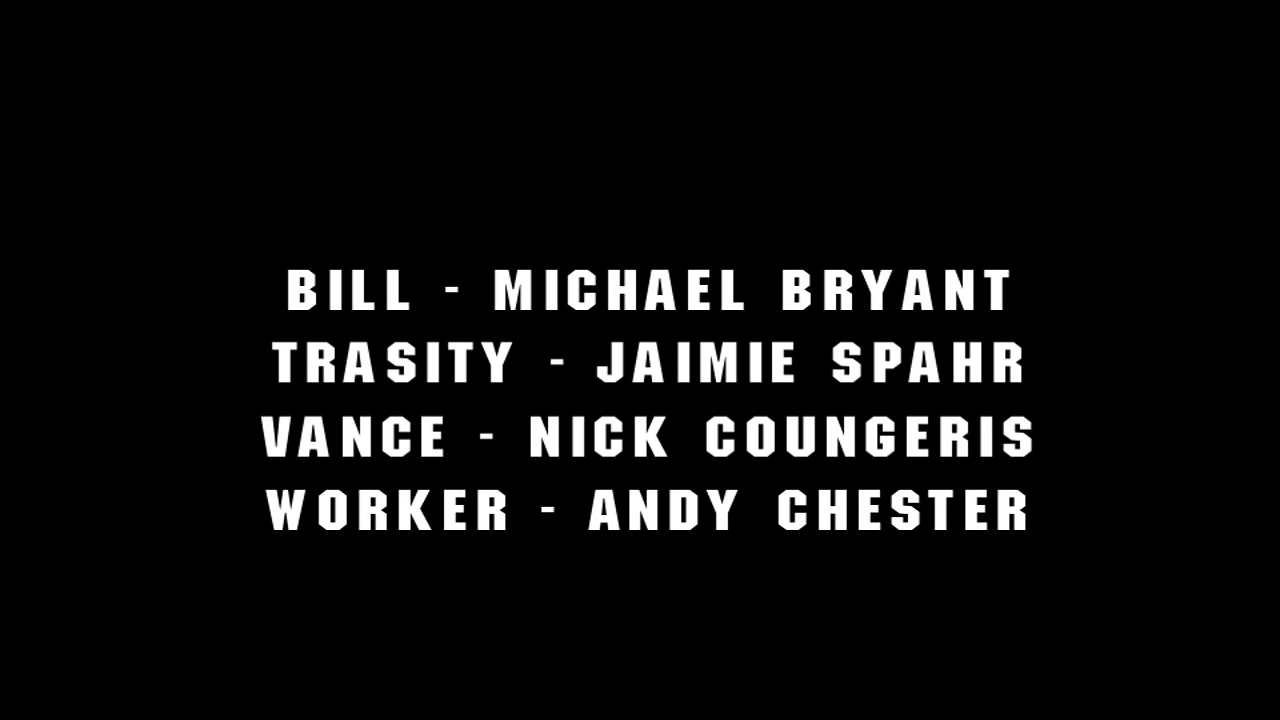 BILL - MICHAEL BRYANT
TRASITY - JAIMIE SPAHR
VANCE - NICK COUNGERIS
WORKER - ANDY CHESTER